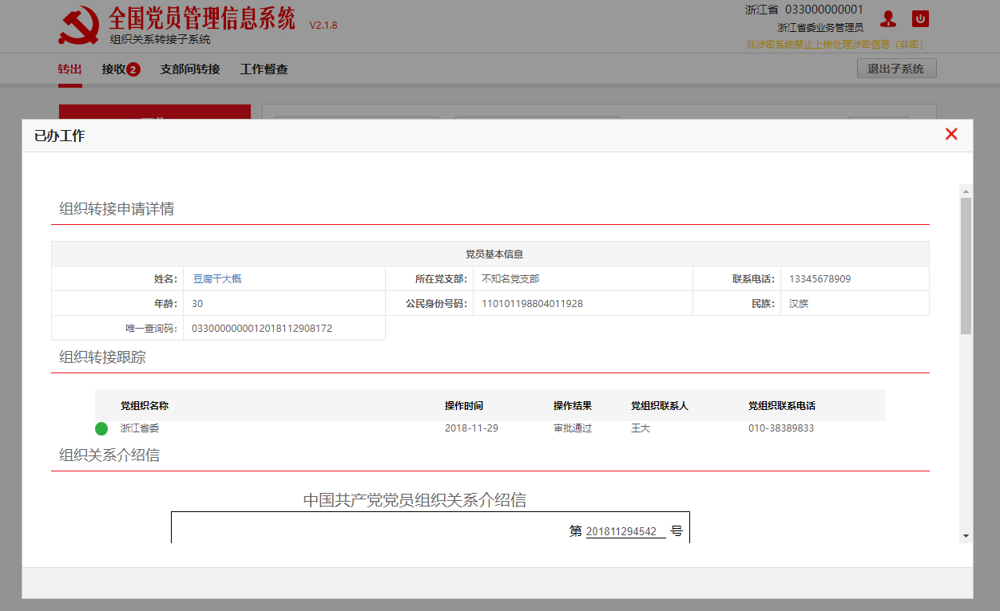 全国党员管理信息系统 V2.1.8
组织关系转接子系统
浙江省 033000000001
浙江省委业务管理员
非涉密系统禁止上传处理涉密信息（非密）
转出 接收 2 支部间转接 工作督查 退出子系统
已办工作
组织转接申请详情
党员基本信息
姓名： 豆腐干大概 所在党支部： 不知名党支部 联系电话： 13345678909
年龄： 30 公民身份号码： 110101198804011928 民族： 汉族
唯一查询码： 0330000000012018112908172
组织转接跟踪
党组织名称 操作时间 操作结果 党组织联系人 党组织联系电话
浙江省委 2018-11-29 审批通过 王大 010-38389833
组织关系介绍信
中国共产党党员组织关系介绍信
第 201811294542 号